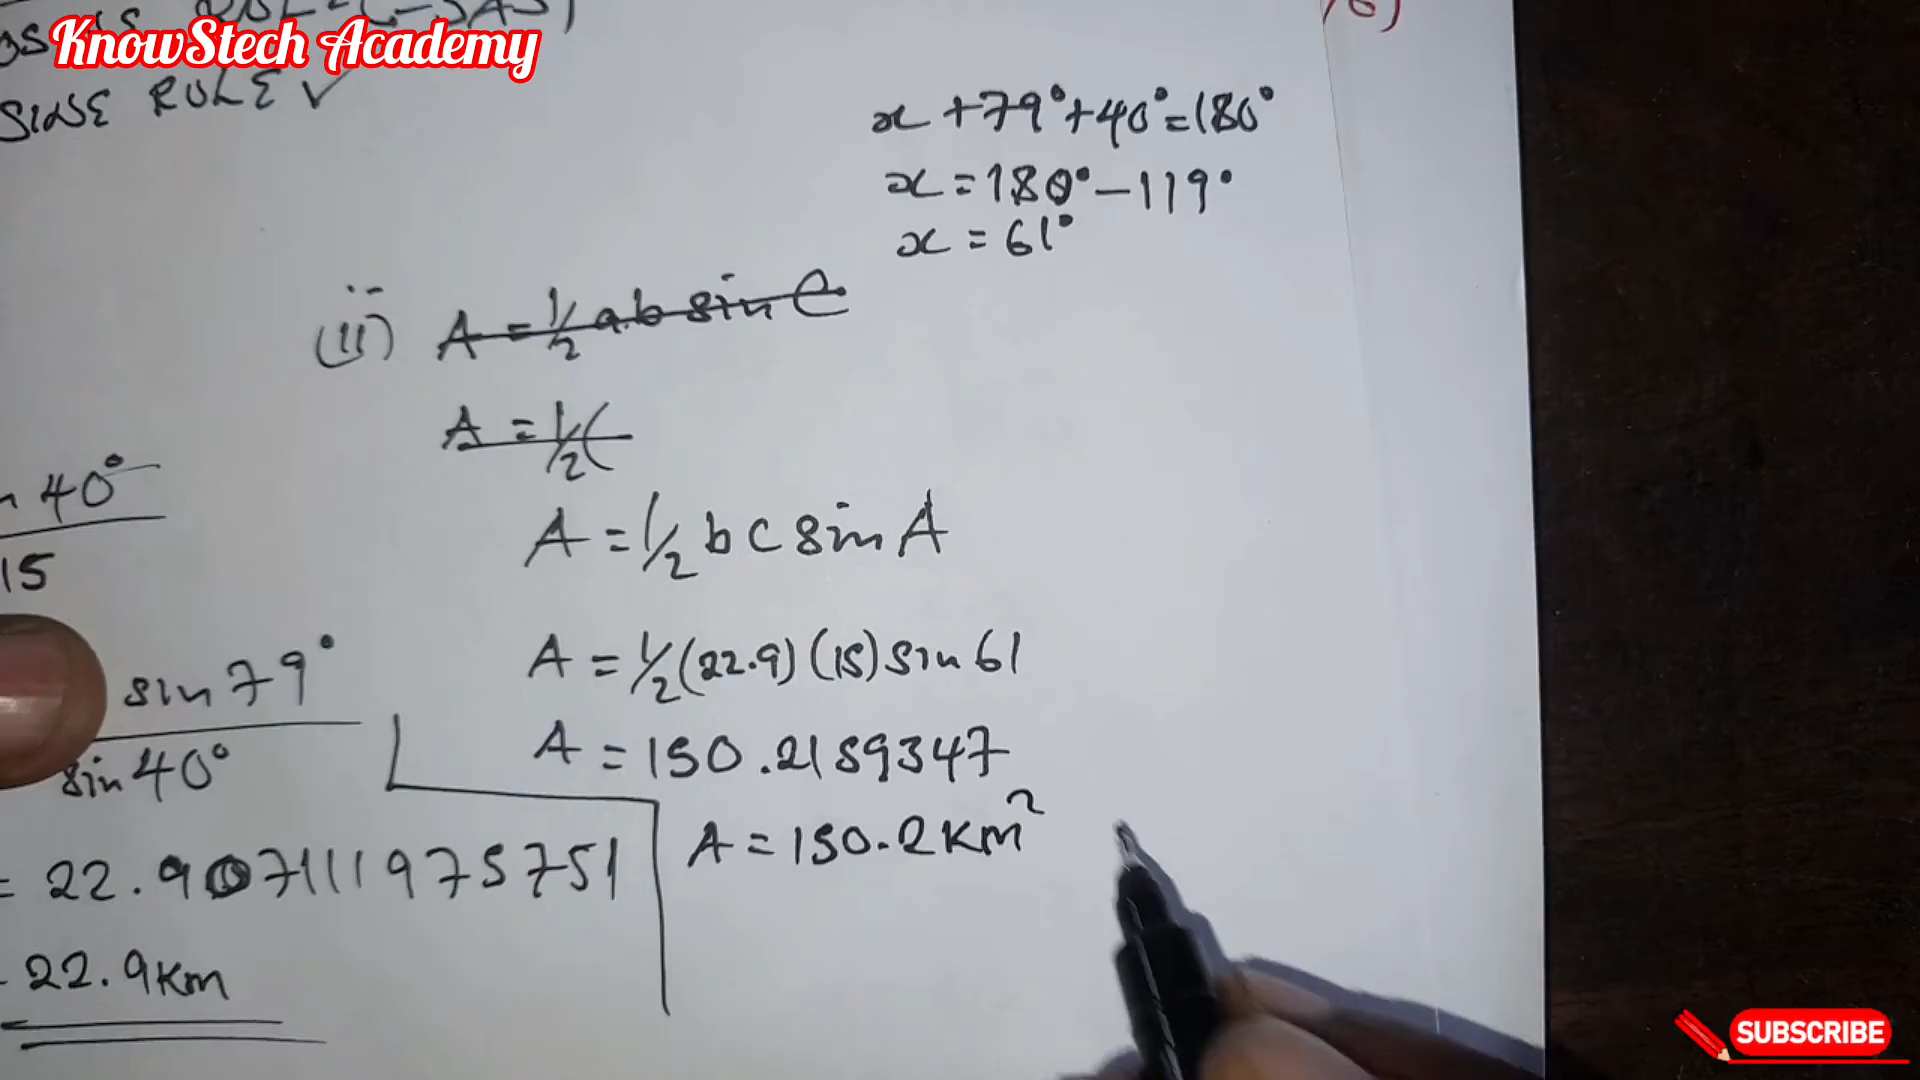 KnowStech Academy
SINE RULE ✓
x + 79° + 40° = 180°
x = 180° - 119°
x = 61°
(ii) A = 1/2 ab sin C
A = 1/2 (
A = 1/2 bc sin A
A = 1/2 (22.9) (15) sin 61
A = 150.2189347
A = 150.2 km²
40°
15
sin 79°
sin 40°
= 22.907111975751
22.9 km
SUBSCRIBE